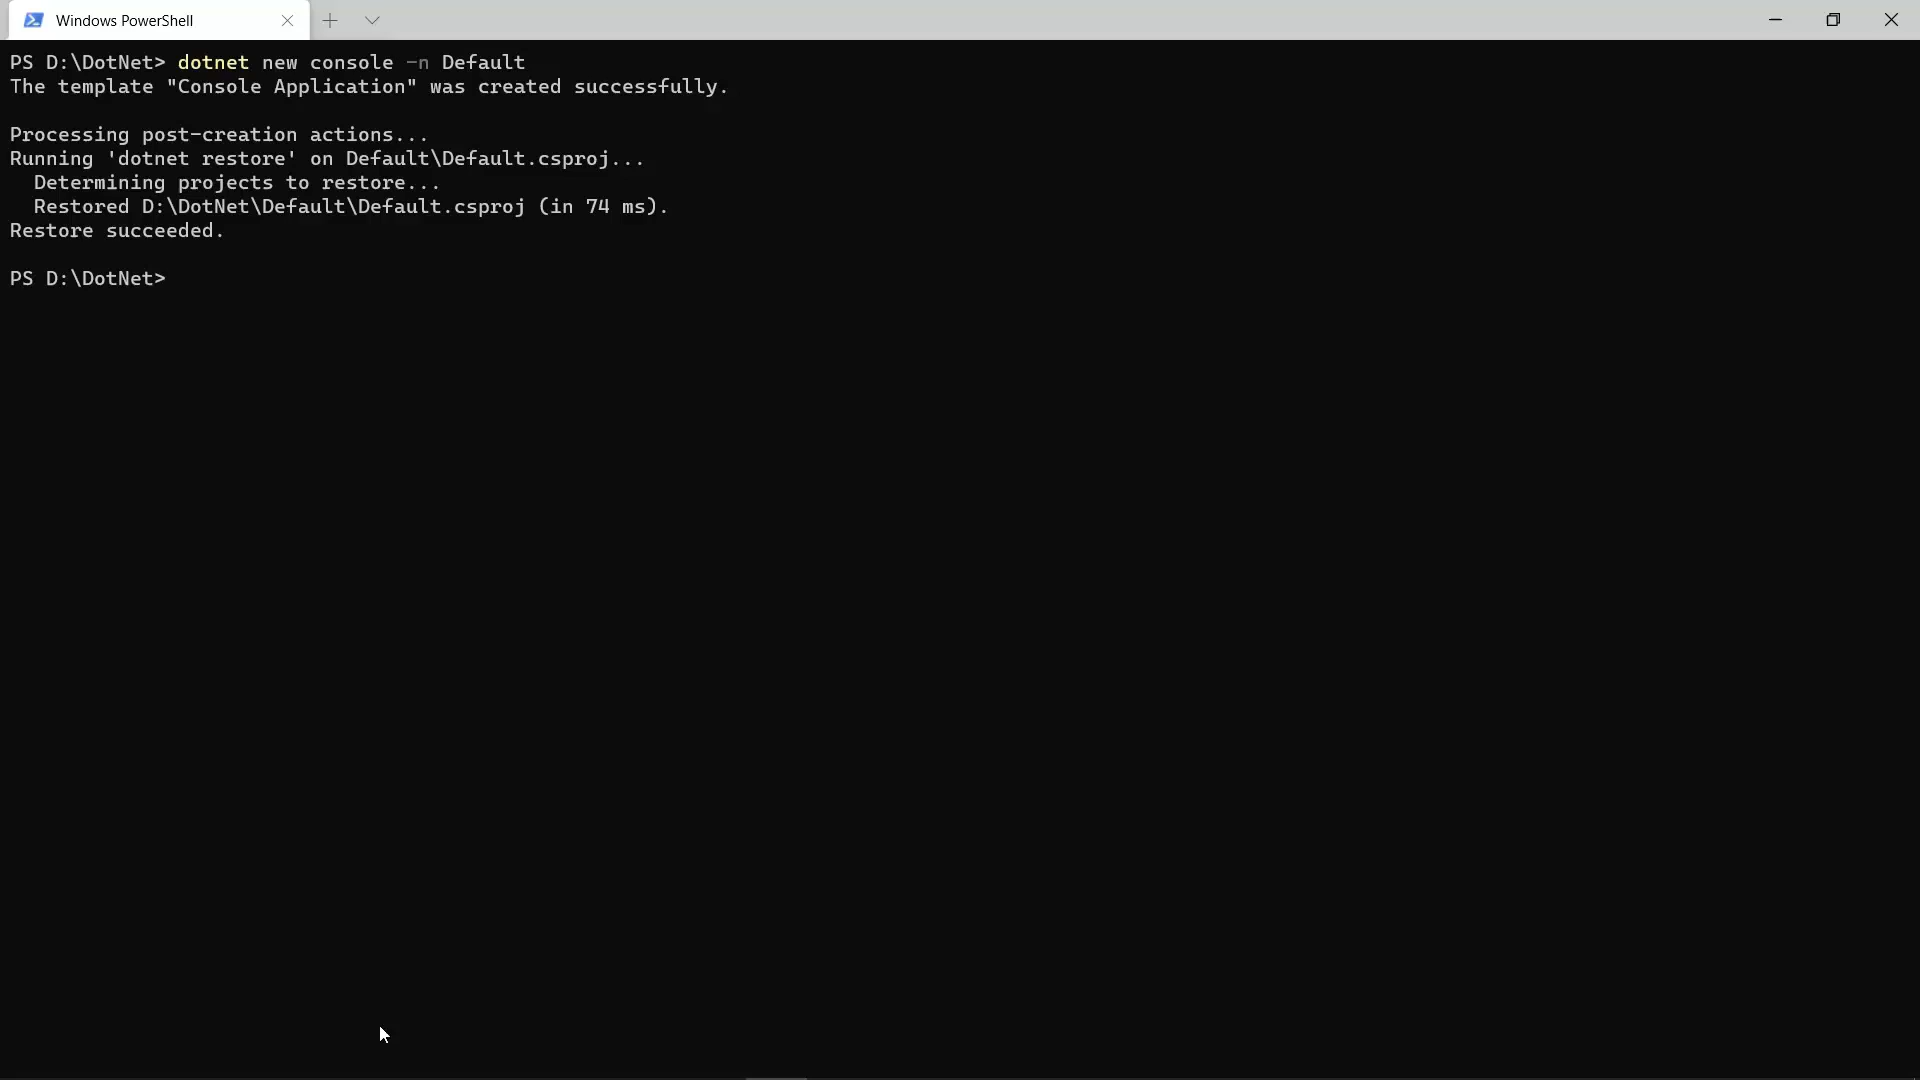 Windows PowerShell
PS D:\DotNet> dotnet new console -n Default
The template "Console Application" was created successfully.
Processing post-creation actions...
Running 'dotnet restore' on Default\Default.csproj...
  Determining projects to restore...
  Restored D:\DotNet\Default\Default.csproj (in 74 ms).
Restore succeeded.
PS D:\DotNet>